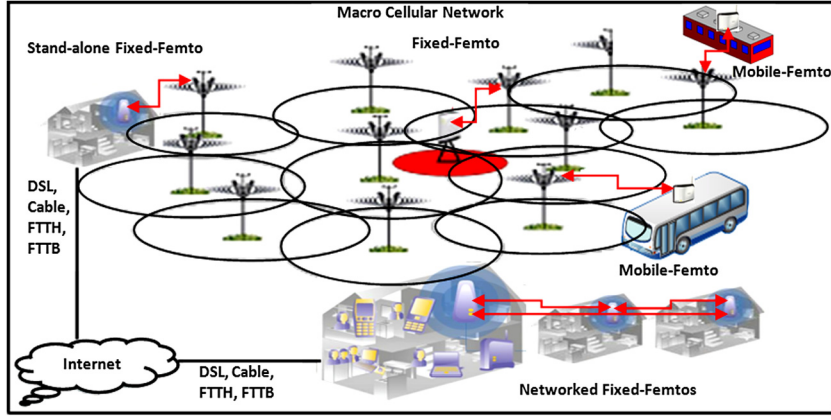 Macro Cellular Network
Stand-alone Fixed-Femto
Fixed-Femto
Mobile-Femto
DSL,
Cable,
FTTH,
FTTB
Mobile-Femto
Internet
DSL, Cable,
FTTH, FTTB
Networked Fixed-Femtos